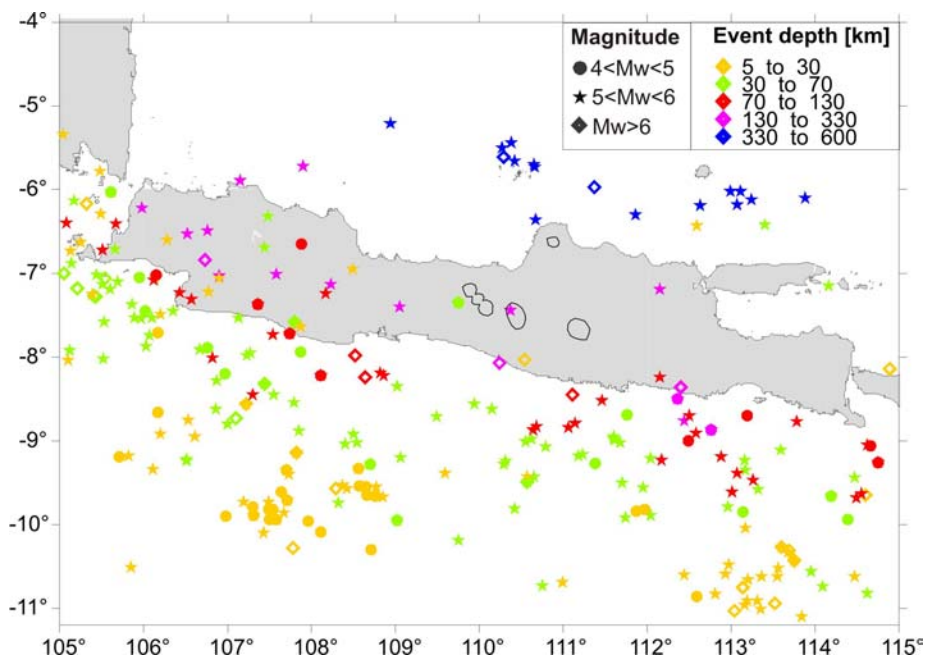 Magnitude
4<Mw<5
5<Mw<6
Mw>6
Event depth [km]
5 to 30
30 to 70
70 to 130
130 to 330
330 to 600
-4°
-5°
-6°
-7°
-8°
-9°
-10°
-11°
105° 106° 107° 108° 109° 110° 111° 112° 113° 114° 115°